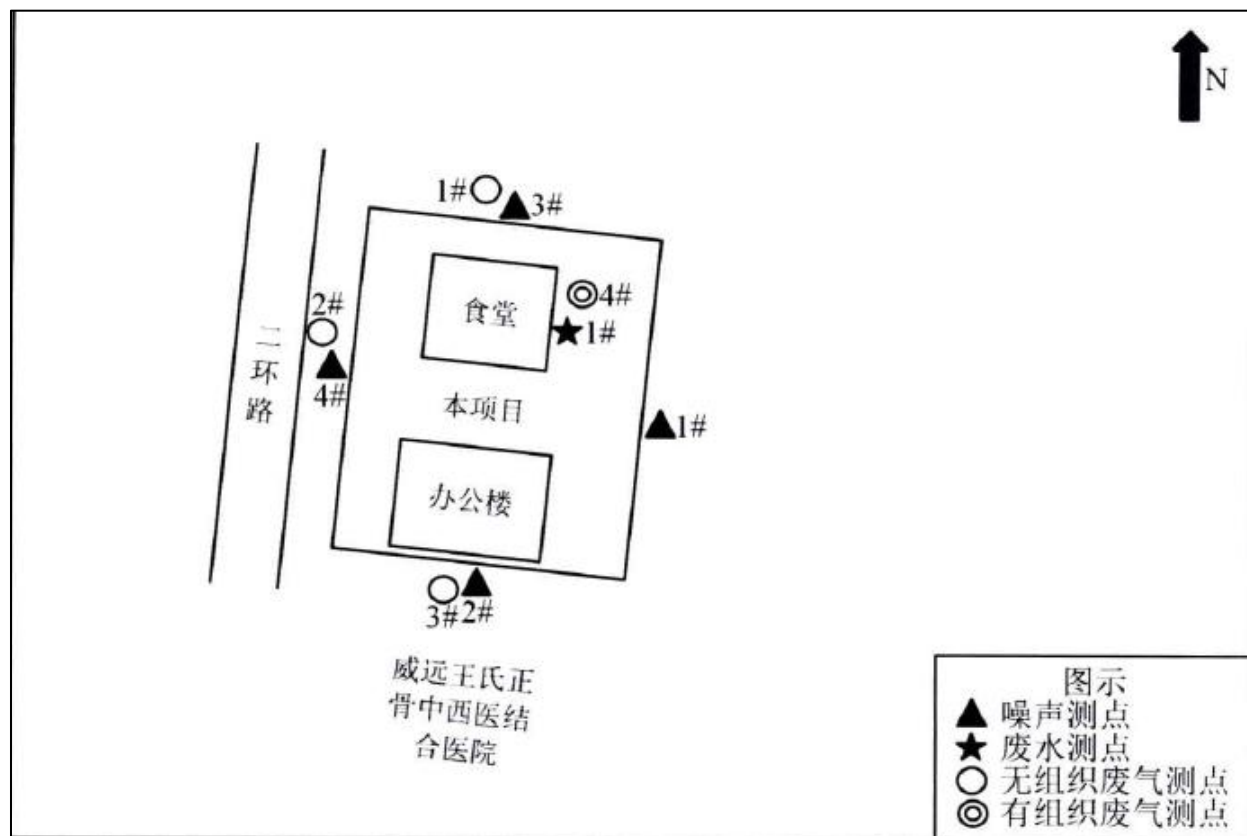 N
1#
3#
食堂
4#
1#
2#
4#
二
环
路
本项目
1#
办公楼
3#
2#
威远王氏正
骨中西医结
合医院
图示
噪声测点
废水测点
无组织废气测点
有组织废气测点